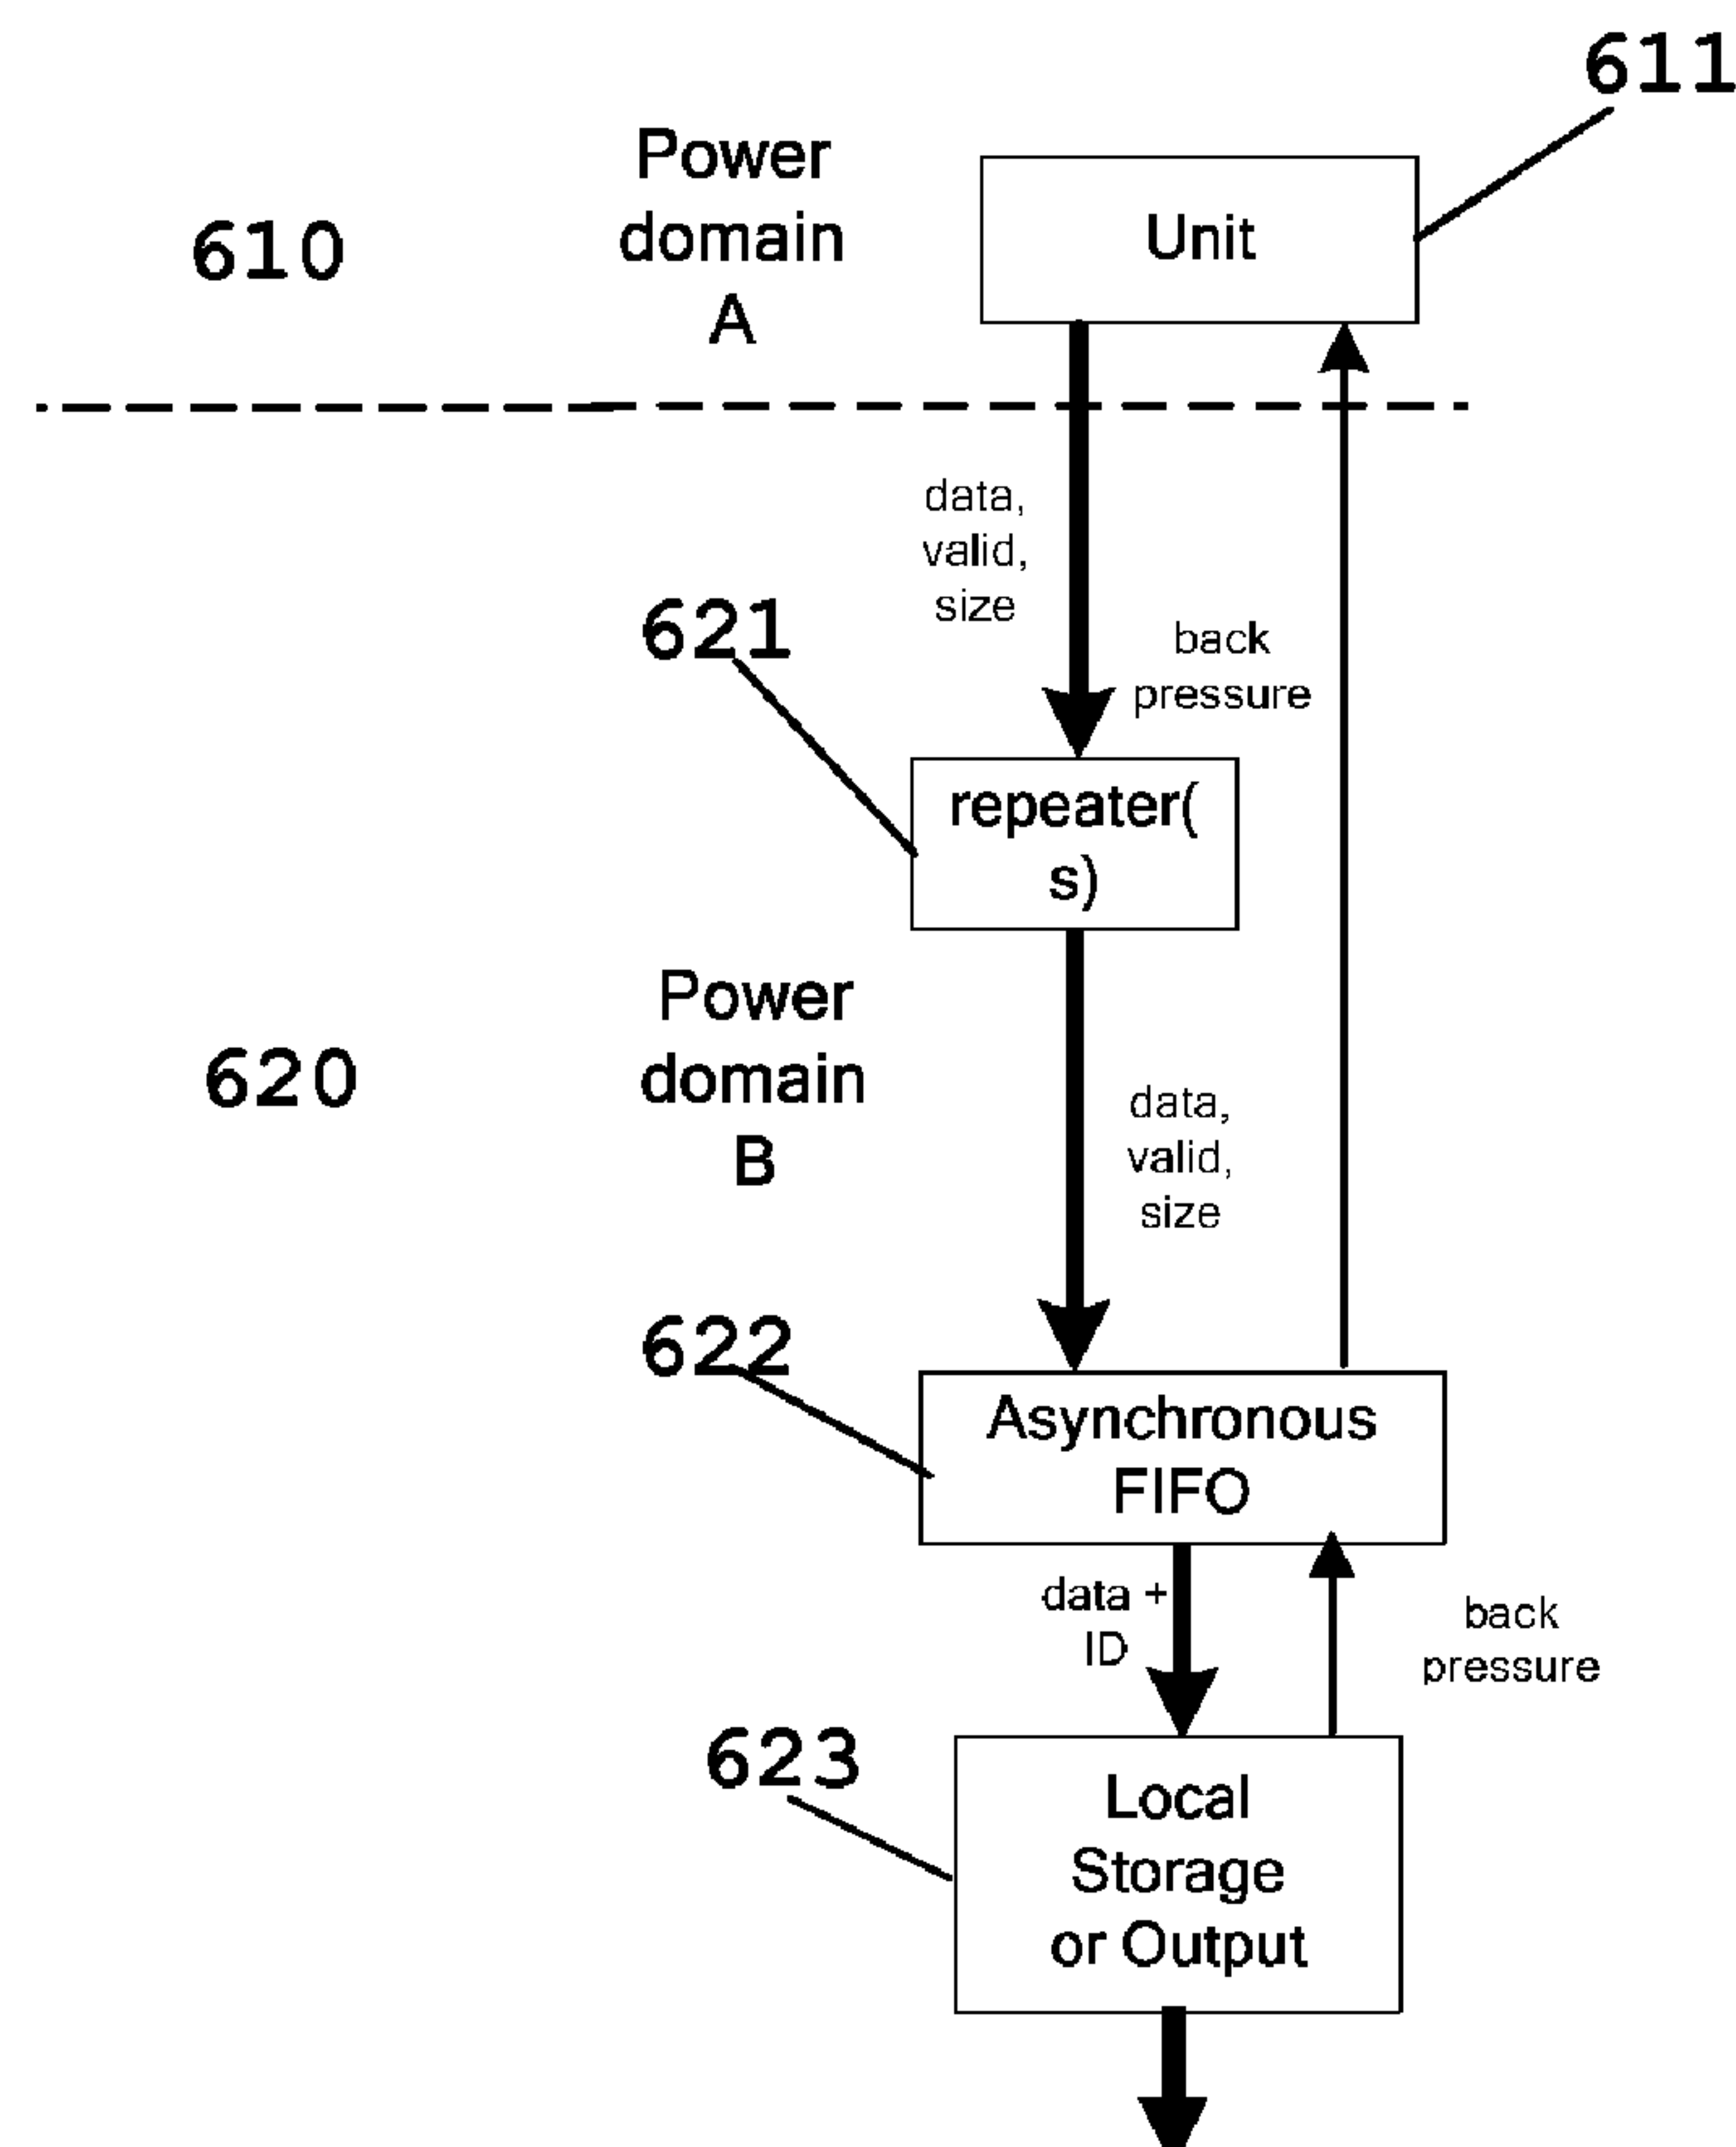 611
Power
domain
A
610
Unit
data,
valid,
size
621
back
pressure
repeater(
s)
Power
domain
B
620
data,
valid,
size
622
Asynchronous
FIFO
data +
ID
back
pressure
623
Local
Storage
or Output